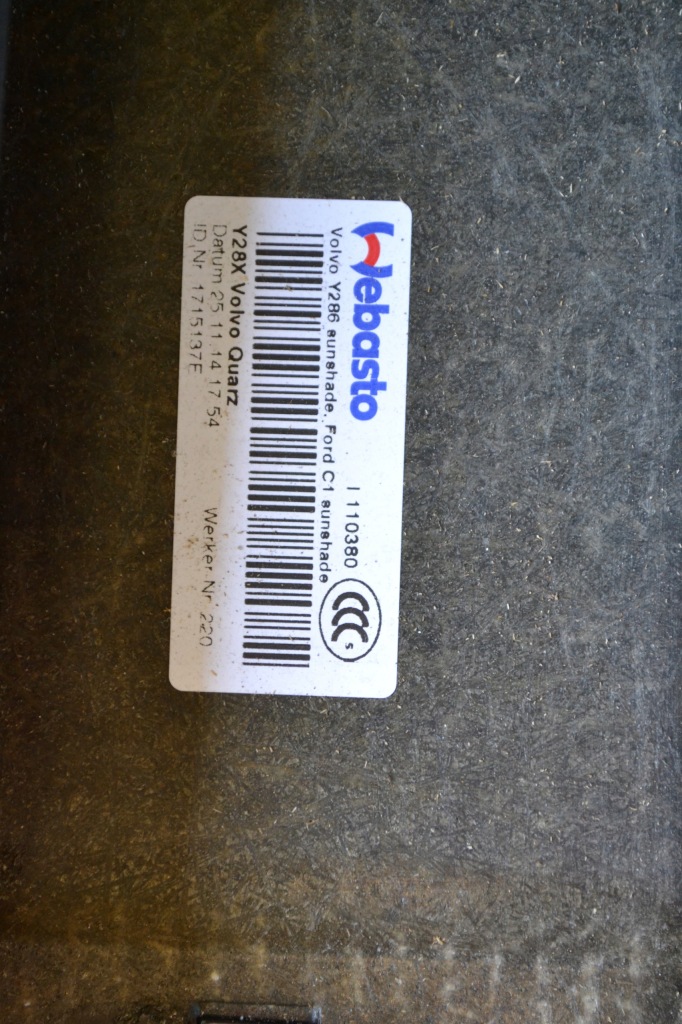 Webasto
I 110380
Volvo Y286 sunshade, Ford C1 sunshade
CCC S
Y28X Volvo Quarz
Datum 25 11 14 17 54
Werker Nr 220
ID,Nr 1715137E